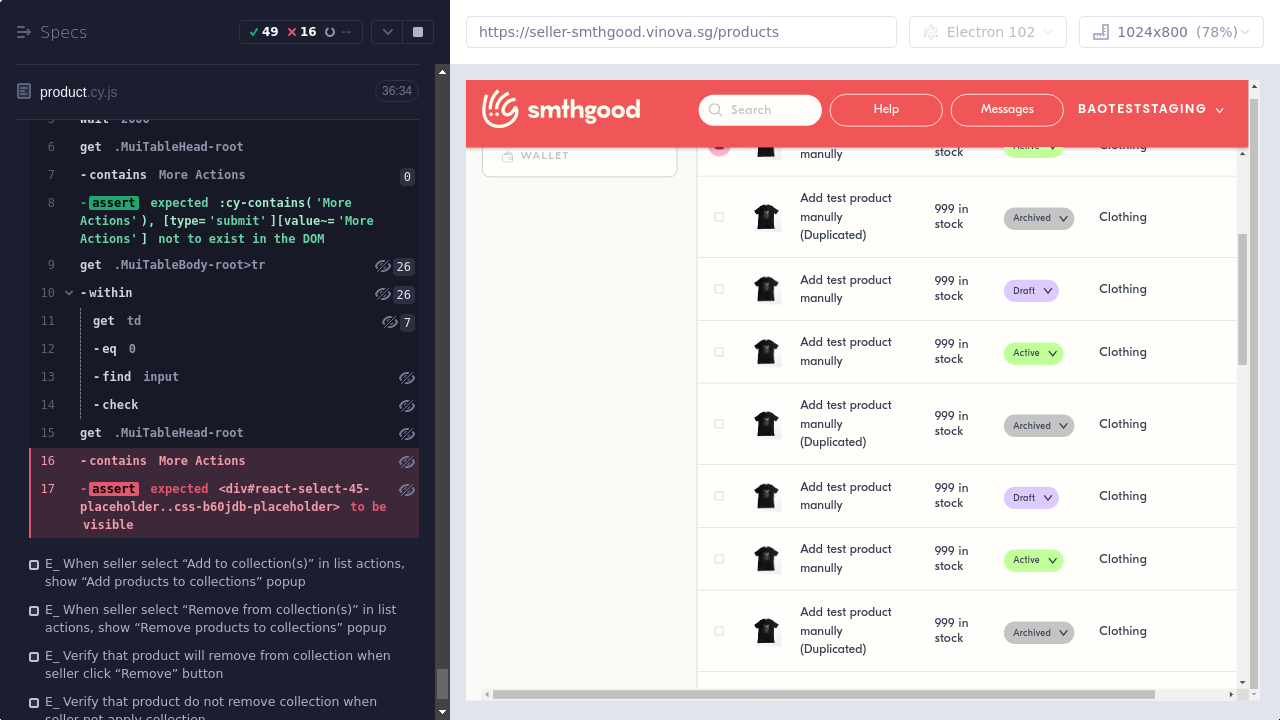 Specs
49
16
--
product.cy.js
36:34
5 wait 2000
6 get .MuiTableHead-root
7 -contains More Actions 0
8 -assert expected :cy-contains('More
Actions'), [type='submit'][value~='More
Actions'] not to exist in the DOM
9 get .MuiTableBody-root>tr 26
10 -within 26
11 get td 7
12 -eq 0
13 -find input
14 -check
15 get .MuiTableHead-root
16 -contains More Actions
17 -assert expected <div#react-select-45-
placeholder..css-b60jdb-placeholder> to be
visible
E_ When seller select “Add to collection(s)” in list actions,
show “Add products to collections” popup
E_ When seller select “Remove from collection(s)” in list
actions, show “Remove products to collections” popup
E_ Verify that product will remove from collection when
seller click “Remove” button
E_ Verify that product do not remove collection when
seller not apply collection
https://seller-smthgood.vinova.sg/products
Electron 102
1024x800 (78%)
smthgood
Search
Help
Messages
BAOTESTSTAGING
WALLET
manully
stock
Active
Clothing
Add test product
manully
(Duplicated)
999 in
stock
Archived
Clothing
Add test product
manully
999 in
stock
Draft
Clothing
Add test product
manully
999 in
stock
Active
Clothing
Add test product
manully
(Duplicated)
999 in
stock
Archived
Clothing
Add test product
manully
999 in
stock
Draft
Clothing
Add test product
manully
999 in
stock
Active
Clothing
Add test product
manully
(Duplicated)
999 in
stock
Archived
Clothing